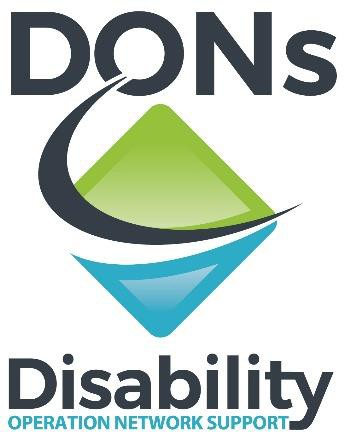 DONs
Disability
OPERATION NETWORK SUPPORT